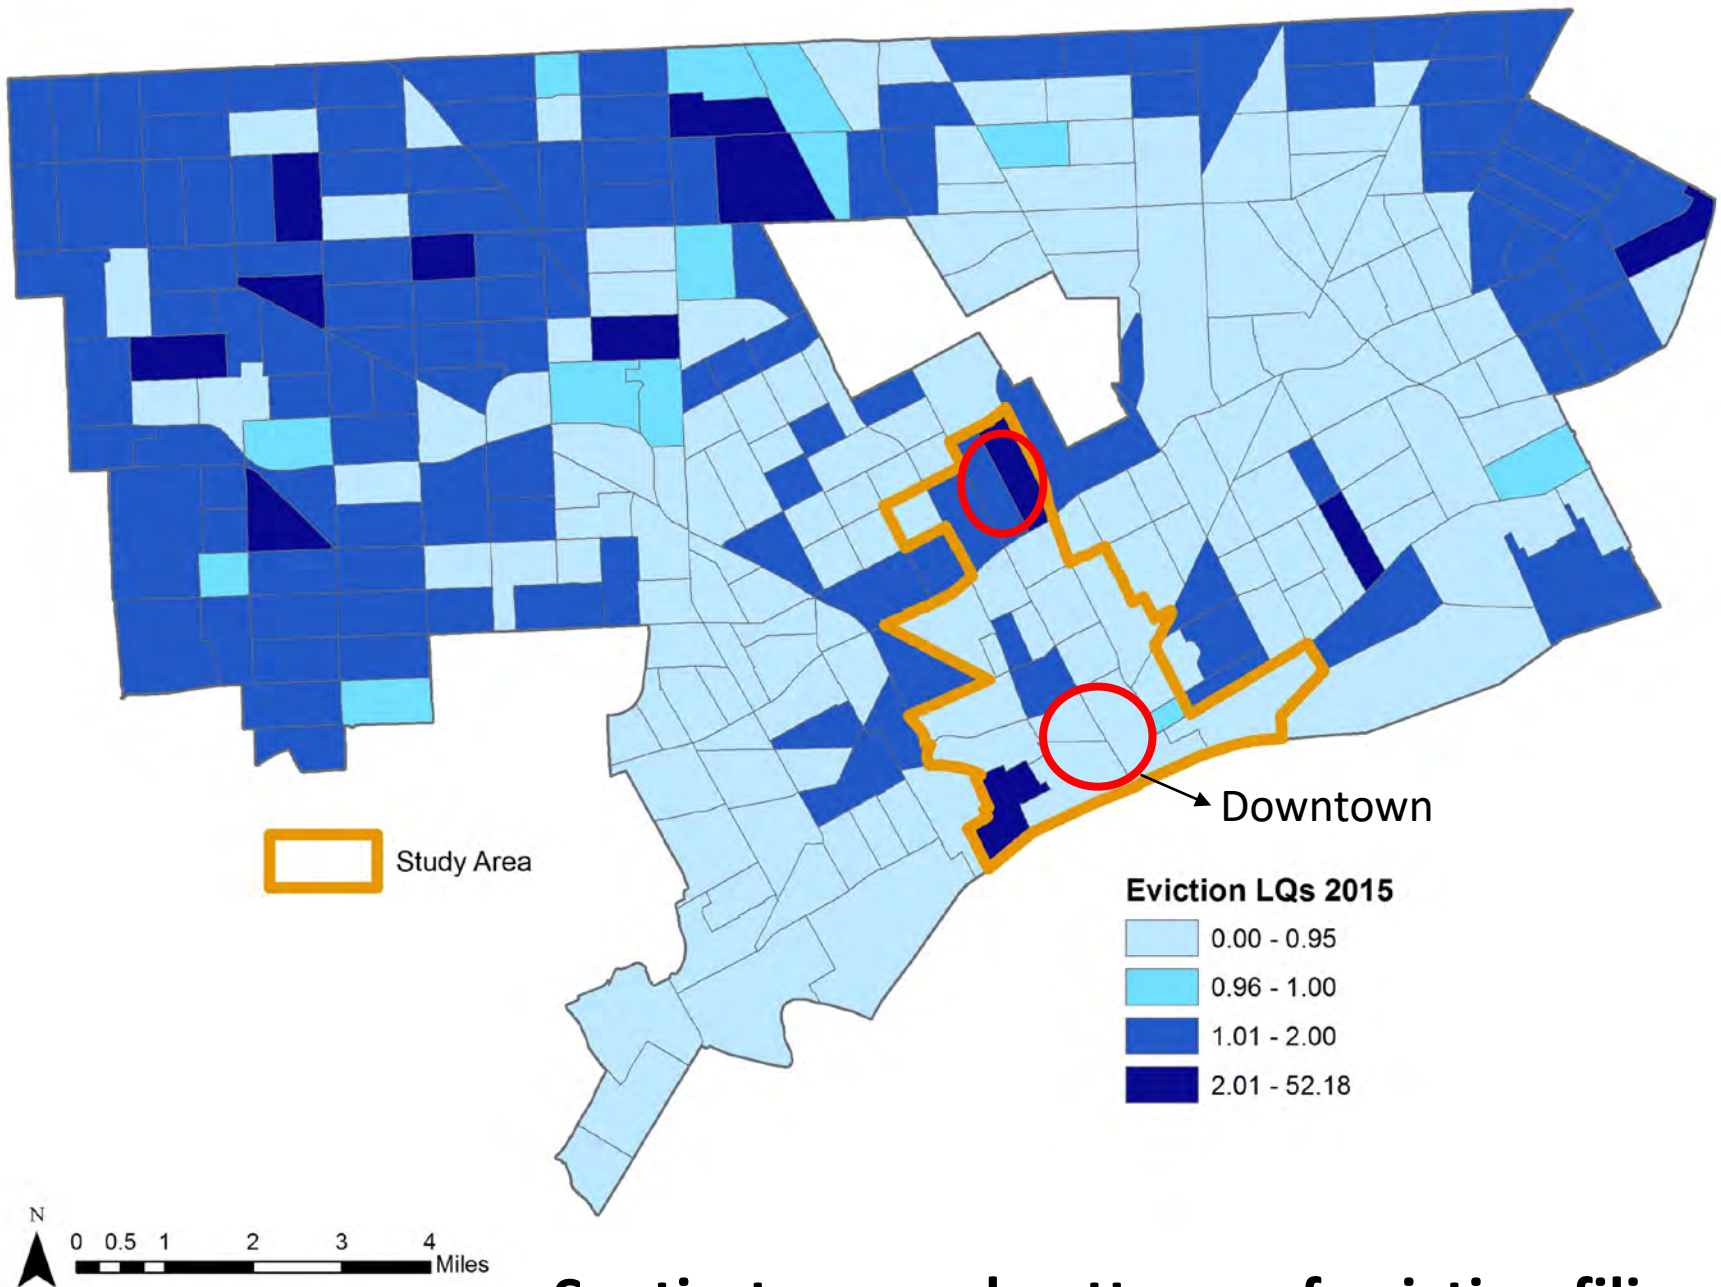 Downtown
Study Area
Eviction LQs 2015
0.00 - 0.95
0.96 - 1.00
1.01 - 2.00
2.01 - 52.18
N
0 0.5 1 2 3 4
Miles